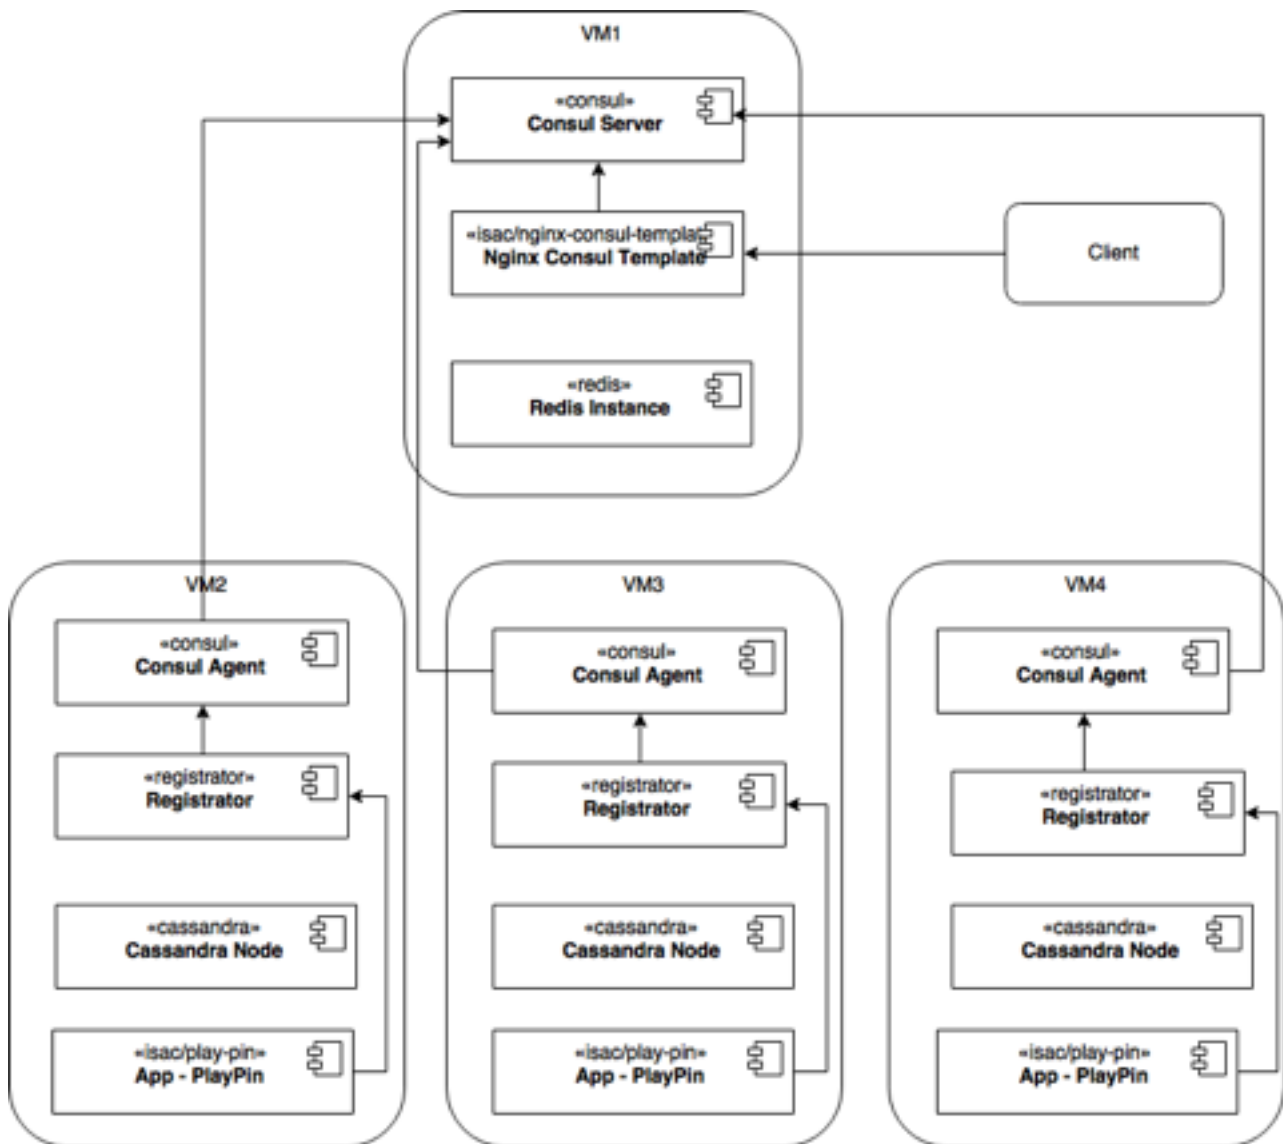 VM1
«consul»
Consul Server
«isac/nginx-consul-templat
Nginx Consul Template
Client
«redis»
Redis Instance
VM2
«consul»
Consul Agent
«registrator»
Registrator
«cassandra»
Cassandra Node
«isac/play-pin»
App - PlayPin
VM3
«consul»
Consul Agent
«registrator»
Registrator
«cassandra»
Cassandra Node
«isac/play-pin»
App - PlayPin
VM4
«consul»
Consul Agent
«registrator»
Registrator
«cassandra»
Cassandra Node
«isac/play-pin»
App - PlayPin